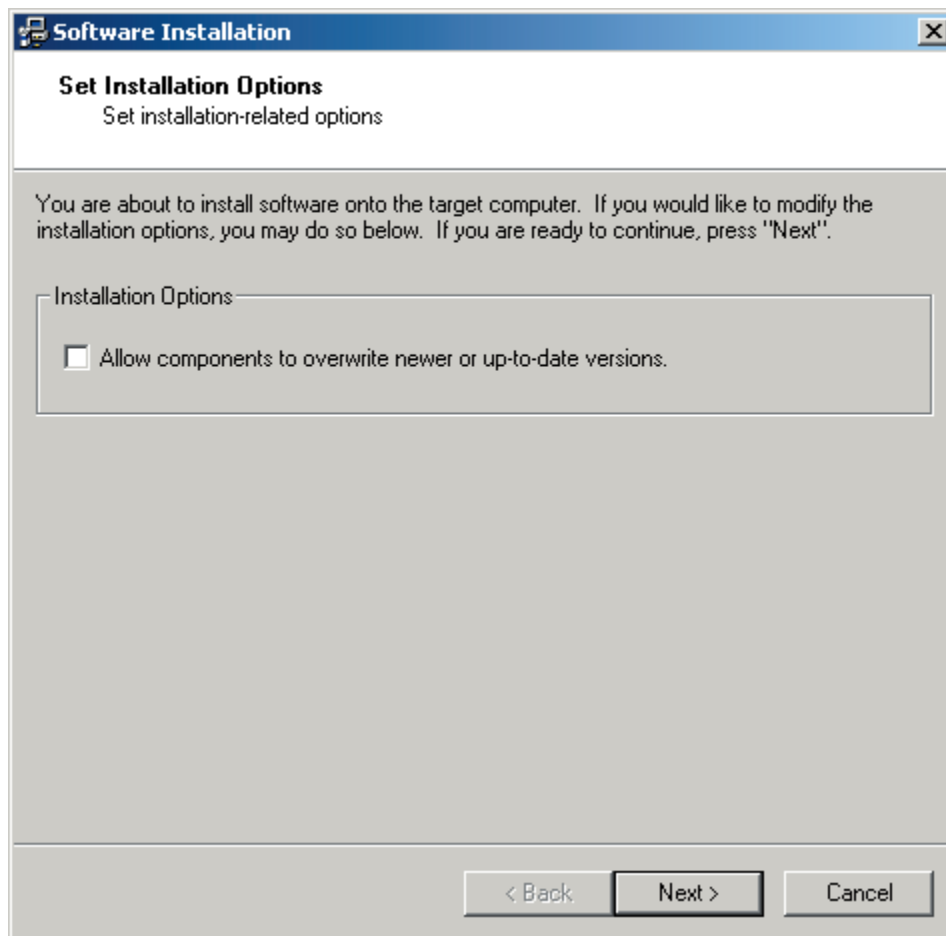 Software Installation
Set Installation Options
Set installation-related options
You are about to install software onto the target computer.  If you would like to modify the
installation options, you may do so below.  If you are ready to continue, press "Next".
Installation Options
Allow components to overwrite newer or up-to-date versions.
< Back
Next >
Cancel